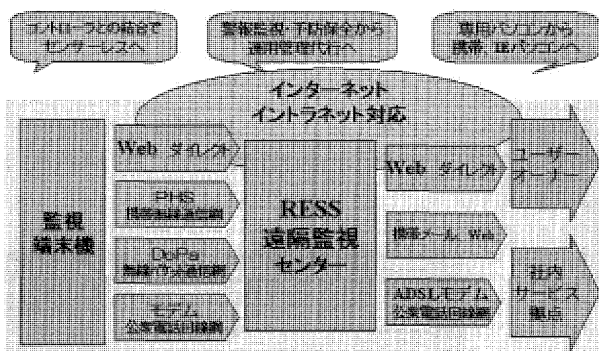 コントローラとの結合で
センサーレスへ
警報監視・予防保全から
運用管理代行へ
専用パソコンから
携帯、IEパソコンへ
インターネット
イントラネット対応
監視
端末機
Web ダイレクト
PHS
携帯無線通信網
DoPa
無線パケット通信網
モデム
公衆電話回線網
RESS
遠隔監視
センター
Web ダイレクト
携帯メール、Web
ADSLモデム
公衆電話回線網
ユーザー
オーナー
社内
サービス
拠点